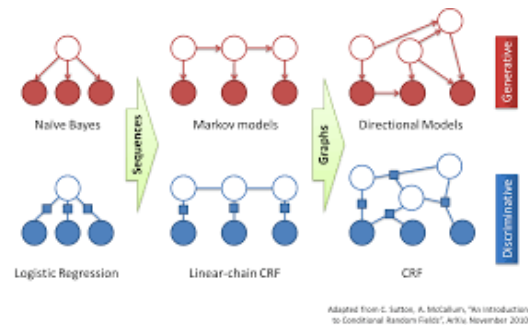 Naïve Bayes
Sequences
Markov models
Graphs
Directional Models
Generative
Logistic Regression
Linear-chain CRF
CRF
Discriminative
Adapted from C. Sutton, A. McCallum, "An Introduction
to Conditional Random Fields", ArXiv, November 2010